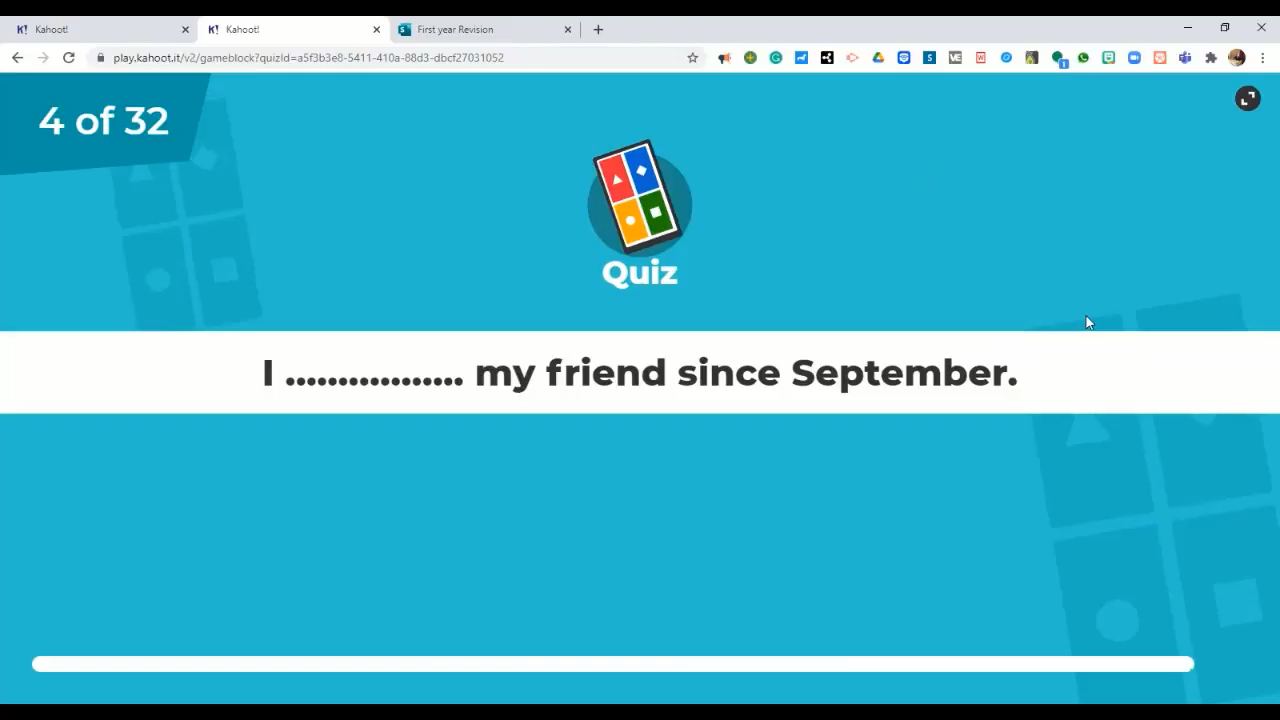 Kahoot!
Kahoot!
First year Revision
play.kahoot.it/v2/gameblock?quizId=a5f3b3e8-5411-410a-88d3-dbcf27031052
4 of 32
Quiz
I ................. my friend since September.